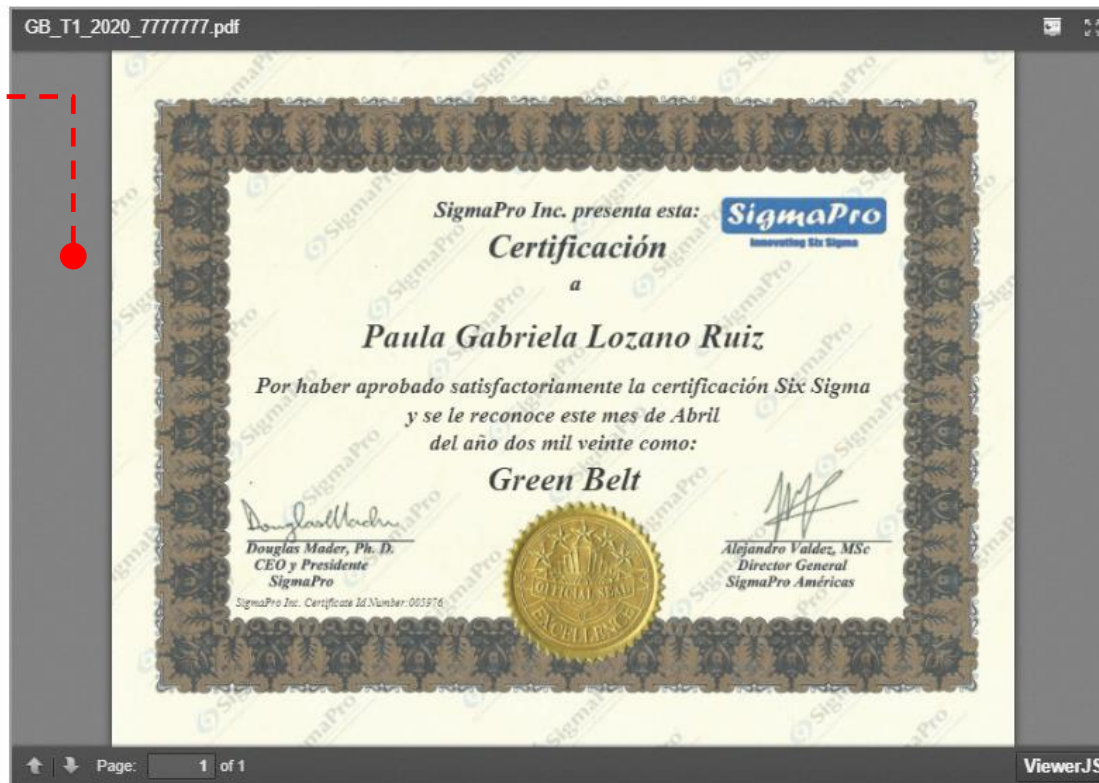 GB_T1_2020_7777777.pdf
SigmaPro Inc. presenta esta:
SigmaPro
Innovating Six Sigma
Certificación
a
Paula Gabriela Lozano Ruiz
Por haber aprobado satisfactoriamente la certificación Six Sigma
y se le reconoce este mes de Abril
del año dos mil veinte como:
Green Belt
Douglas Mader, Ph. D.
CEO y Presidente
SigmaPro
SigmaPro Inc. Certificate Id Number:005976
Alejandro Valdez, MSc
Director General
SigmaPro Américas
OFFICIAL SEAL
EXCELLENCE
Page: 1 of 1
ViewerJS